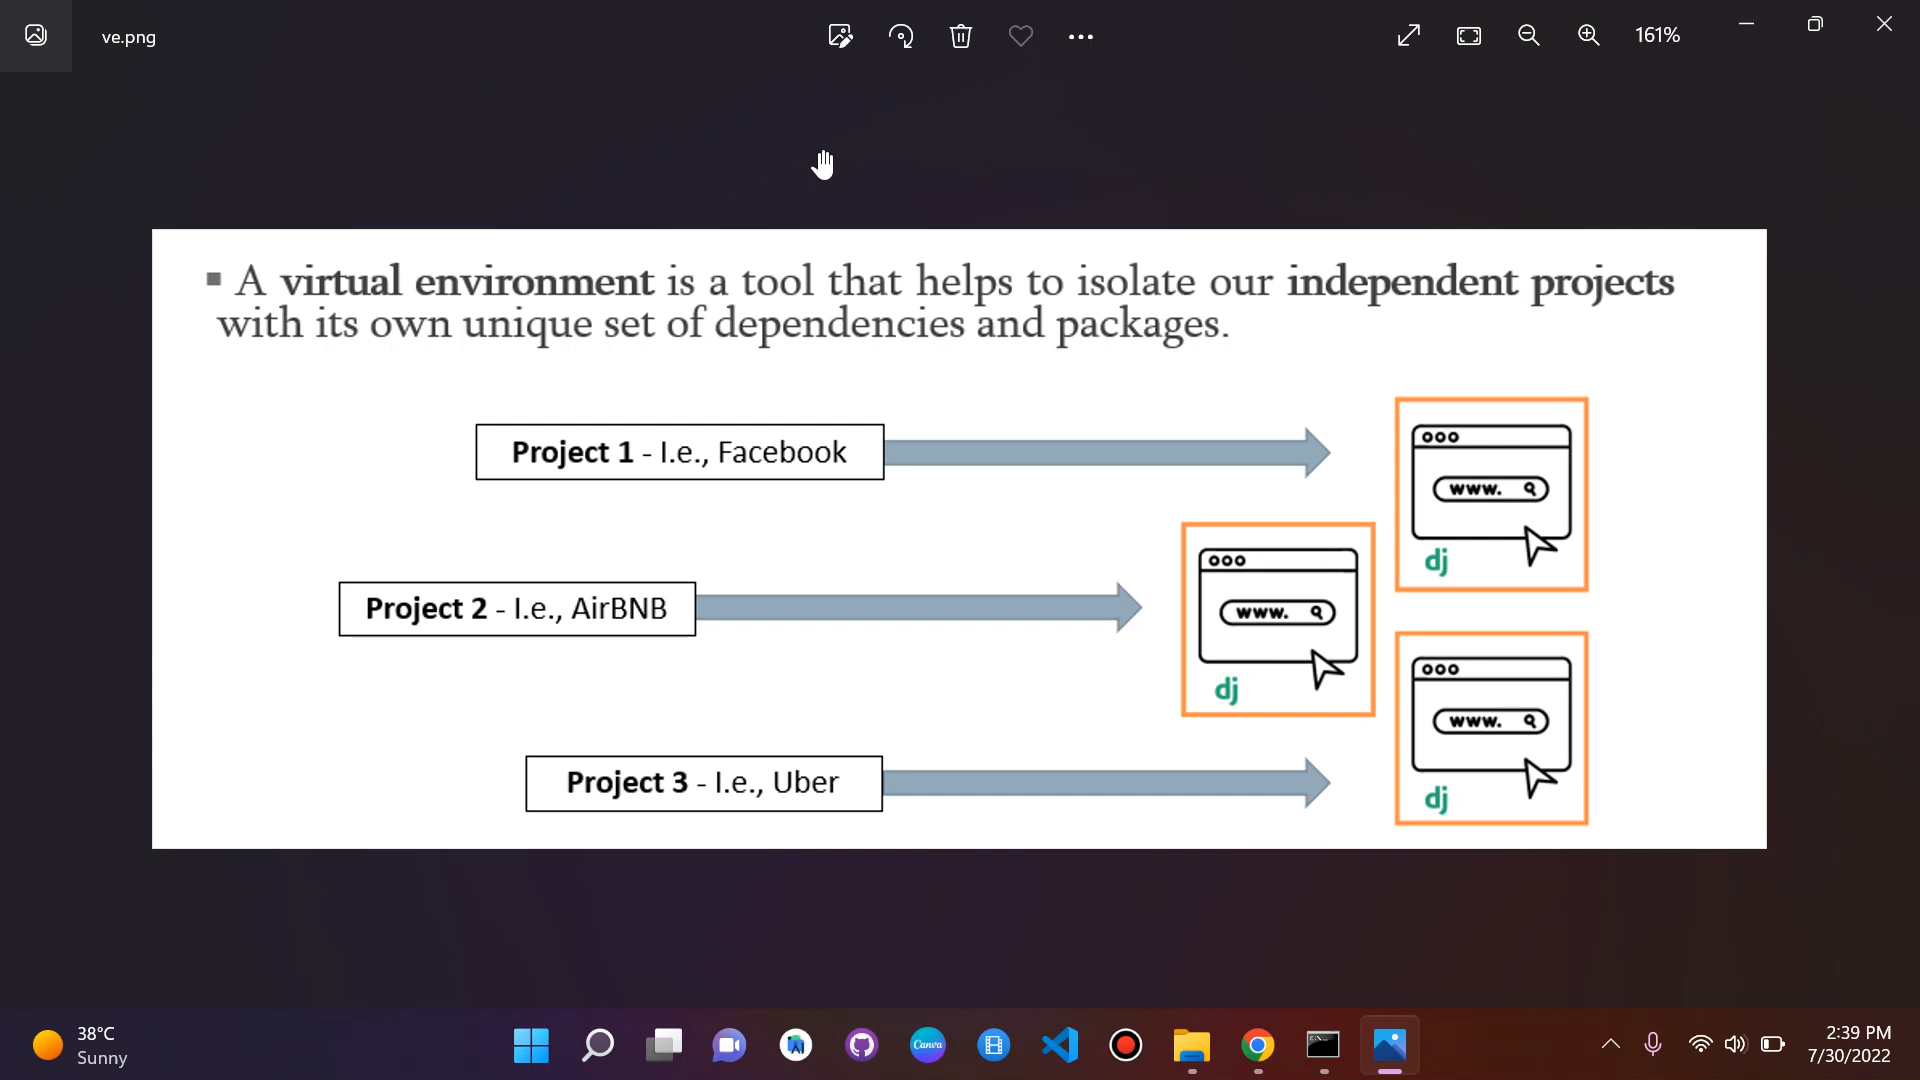 ve.png
161%
▪ A virtual environment is a tool that helps to isolate our independent projects
with its own unique set of dependencies and packages.
Project 1 - I.e., Facebook
www.
dj
Project 2 - I.e., AirBNB
www.
dj
Project 3 - I.e., Uber
www.
dj
38°C
Sunny
Canva
2:39 PM
7/30/2022